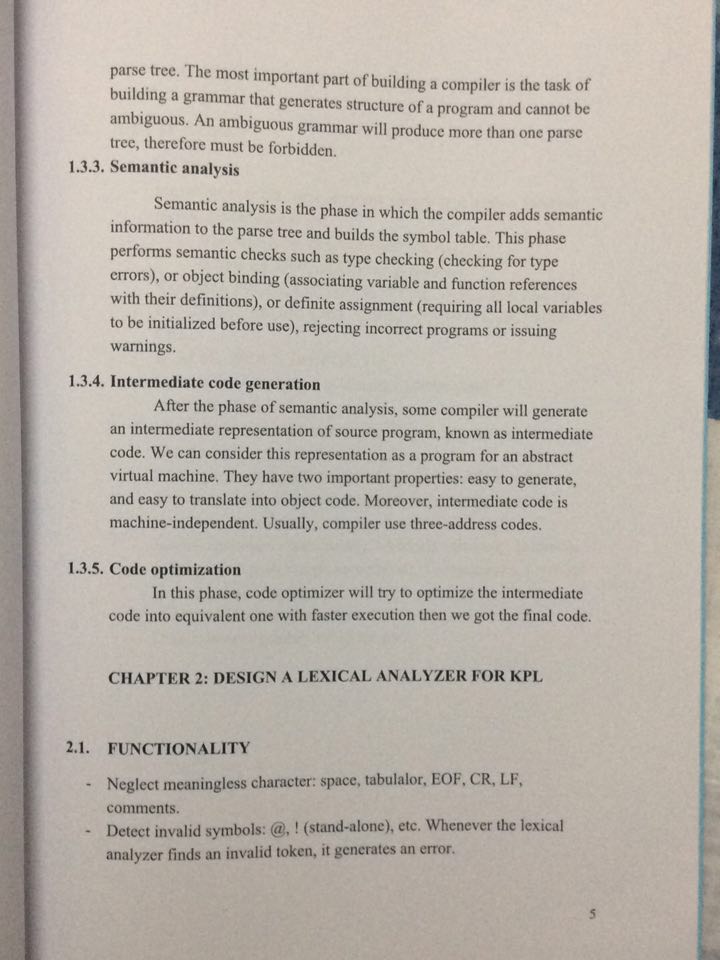 parse tree. The most important part of building a compiler is the task of
building a grammar that generates structure of a program and cannot be
ambiguous. An ambiguous grammar will produce more than one parse
tree, therefore must be forbidden.
1.3.3. Semantic analysis
Semantic analysis is the phase in which the compiler adds semantic
information to the parse tree and builds the symbol table. This phase
performs semantic checks such as type checking (checking for type
errors), or object binding (associating variable and function references
with their definitions), or definite assignment (requiring all local variables
to be initialized before use), rejecting incorrect programs or issuing
warnings.
1.3.4. Intermediate code generation
After the phase of semantic analysis, some compiler will generate
an intermediate representation of source program, known as intermediate
code. We can consider this representation as a program for an abstract
virtual machine. They have two important properties: easy to generate,
and easy to translate into object code. Moreover, intermediate code is
machine-independent. Usually, compiler use three-address codes.
1.3.5. Code optimization
In this phase, code optimizer will try to optimize the intermediate
code into equivalent one with faster execution then we got the final code.
CHAPTER 2: DESIGN A LEXICAL ANALYZER FOR KPL
2.1. FUNCTIONALITY
- Neglect meaningless character: space, tabulalor, EOF, CR, LF,
comments.
- Detect invalid symbols: @, ! (stand-alone), etc. Whenever the lexical
analyzer finds an invalid token, it generates an error.
5